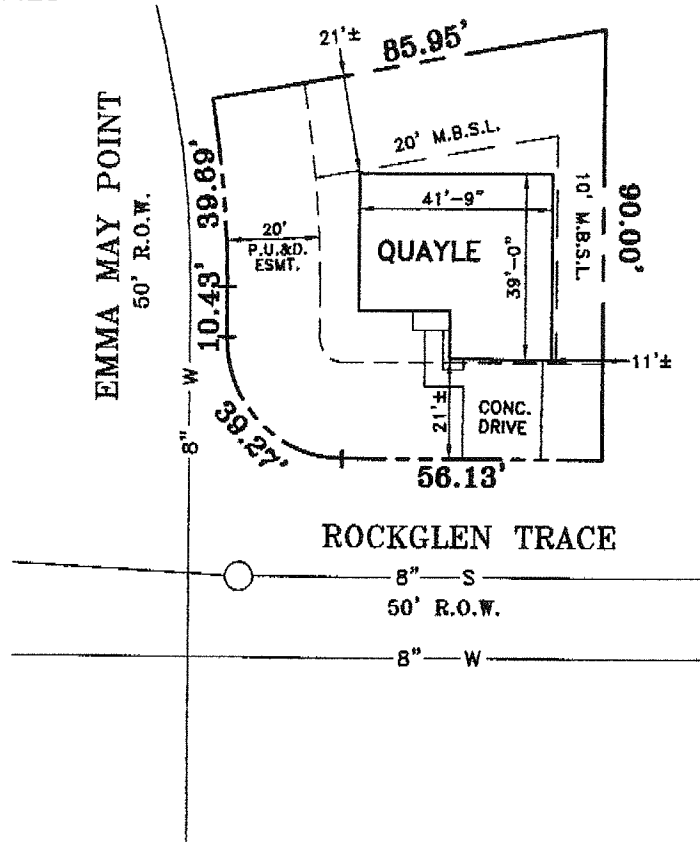 21'±
85.95'
20' M.B.S.L.
EMMA MAY POINT
50' R.O.W.
39.69'
41'-9"
10' M.B.S.L.
90.00'
20'
P.U.&D.
ESMT.
QUAYLE
39'-0"
10.43'
11'±
W
8"
39.27'
21'±
CONC.
DRIVE
56.13'
ROCKGLEN TRACE
8" S
50' R.O.W.
8" W